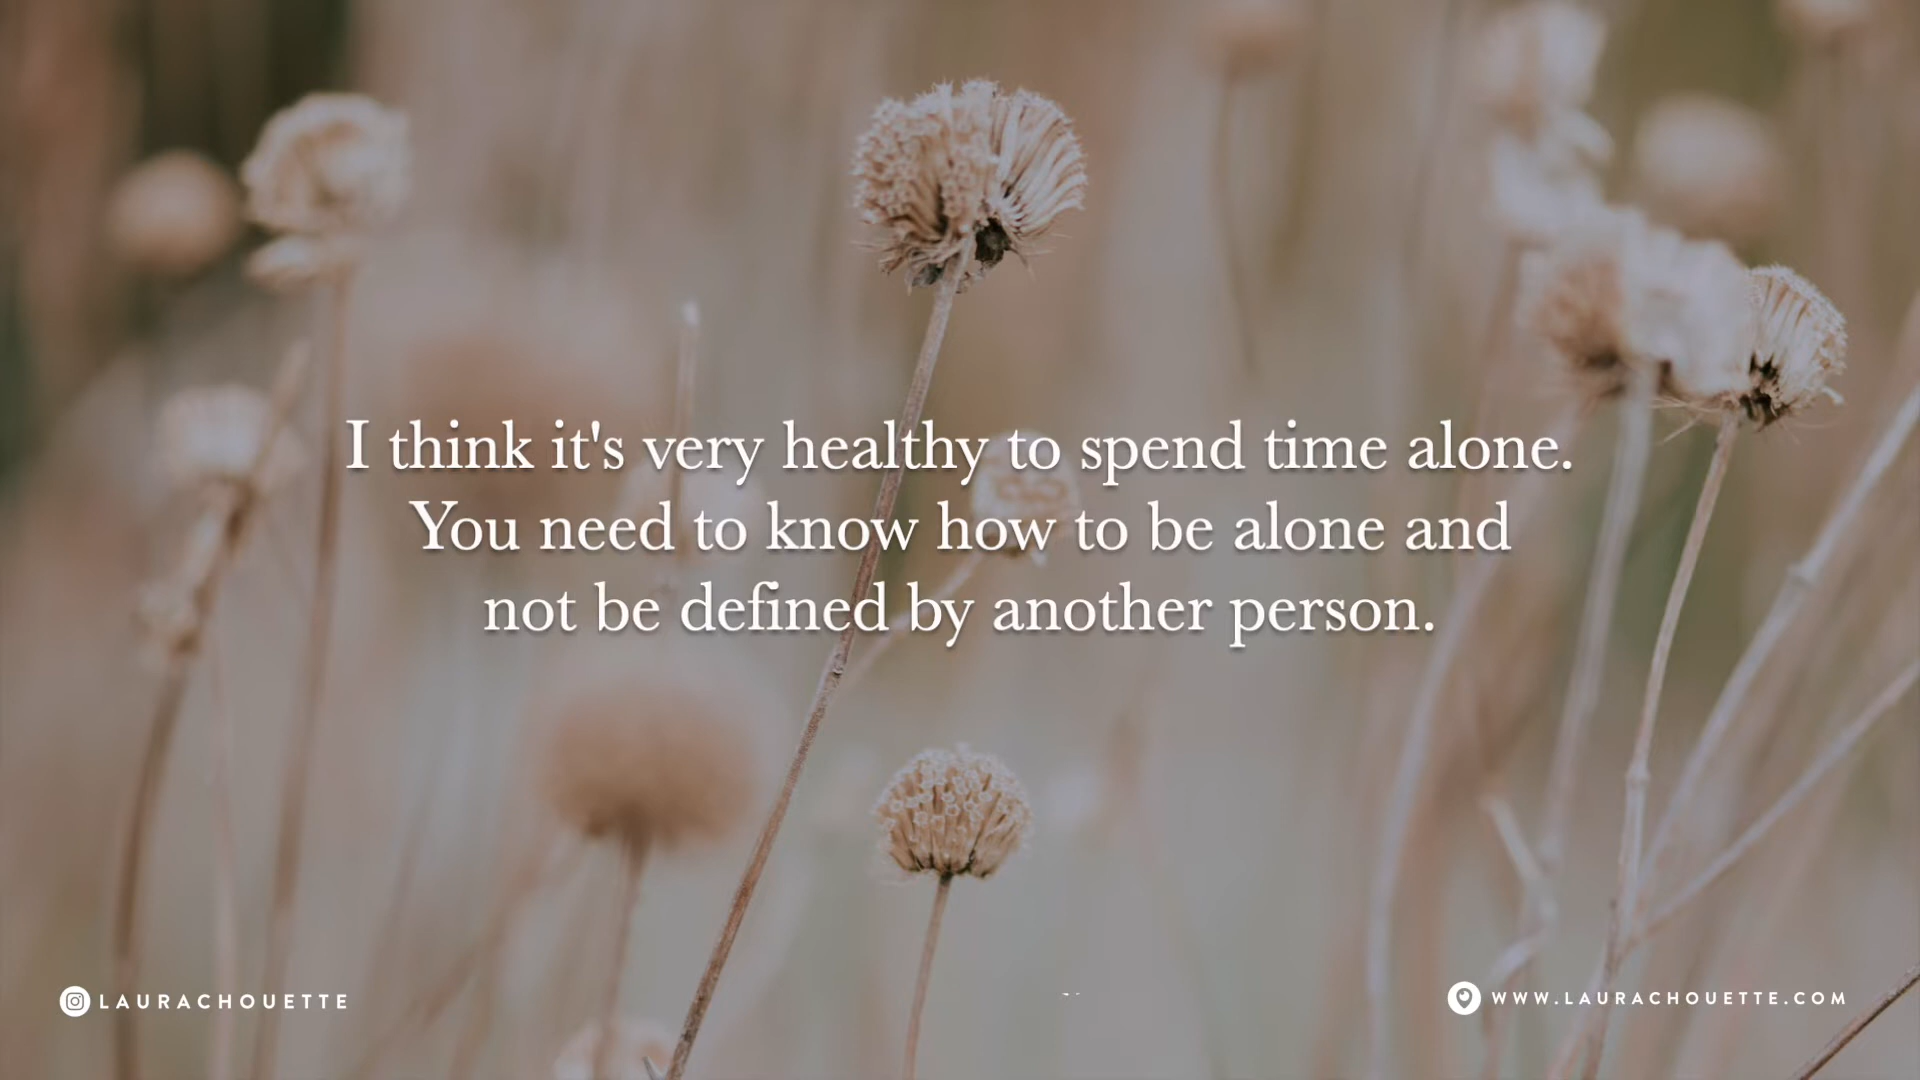 I think it's very healthy to spend time alone.
You need to know how to be alone and
not be defined by another person.
LAURACHOUETTE
WWW.LAURACHOUETTE.COM